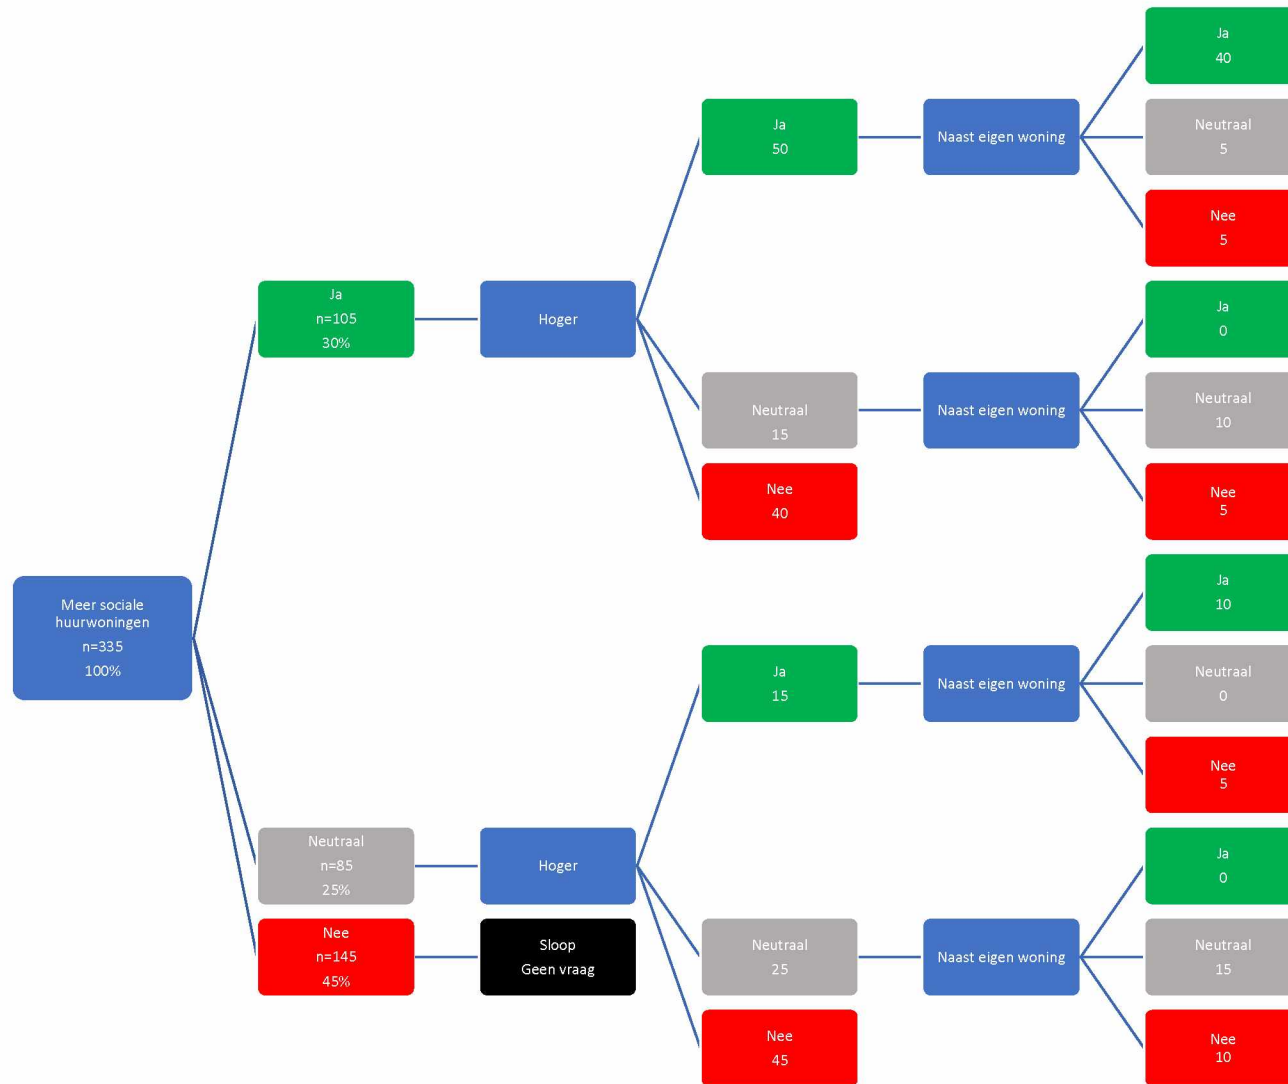 Ja
40
Ja
50
Naast eigen woning
Neutraal
5
Nee
5
Ja
n=105
30%
Hoger
Ja
0
Neutraal
15
Naast eigen woning
Neutraal
10
Nee
40
Nee
5
Meer sociale
huurwoningen
n=335
100%
Ja
10
Ja
15
Naast eigen woning
Neutraal
0
Nee
5
Neutraal
n=85
25%
Hoger
Ja
0
Nee
n=145
45%
Sloop
Geen vraag
Neutraal
25
Naast eigen woning
Neutraal
15
Nee
45
Nee
10